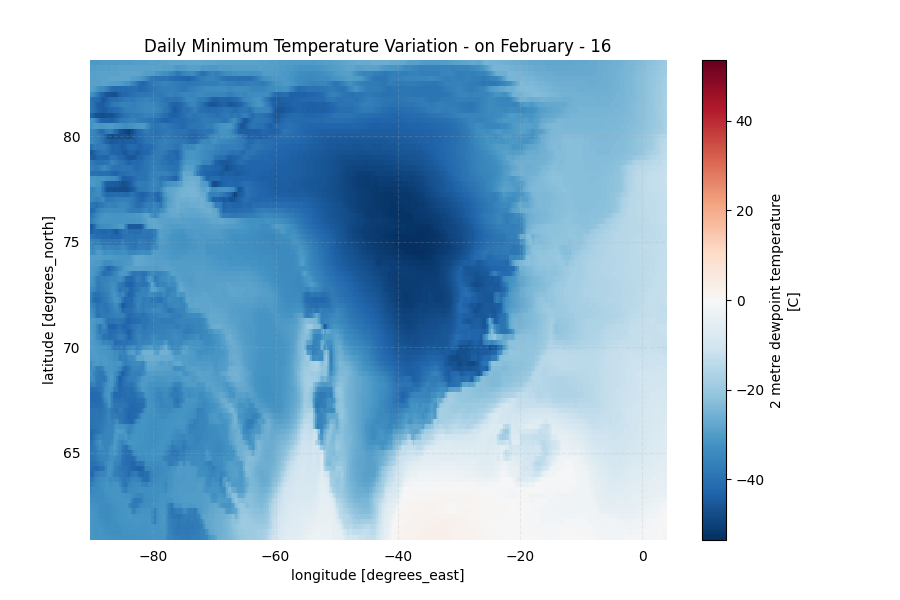 Daily Minimum Temperature Variation - on February - 16
80
75
70
65
latitude [degrees_north]
−80
−60
−40
−20
0
longitude [degrees_east]
40
20
0
−20
−40
2 metre dewpoint temperature
[C]